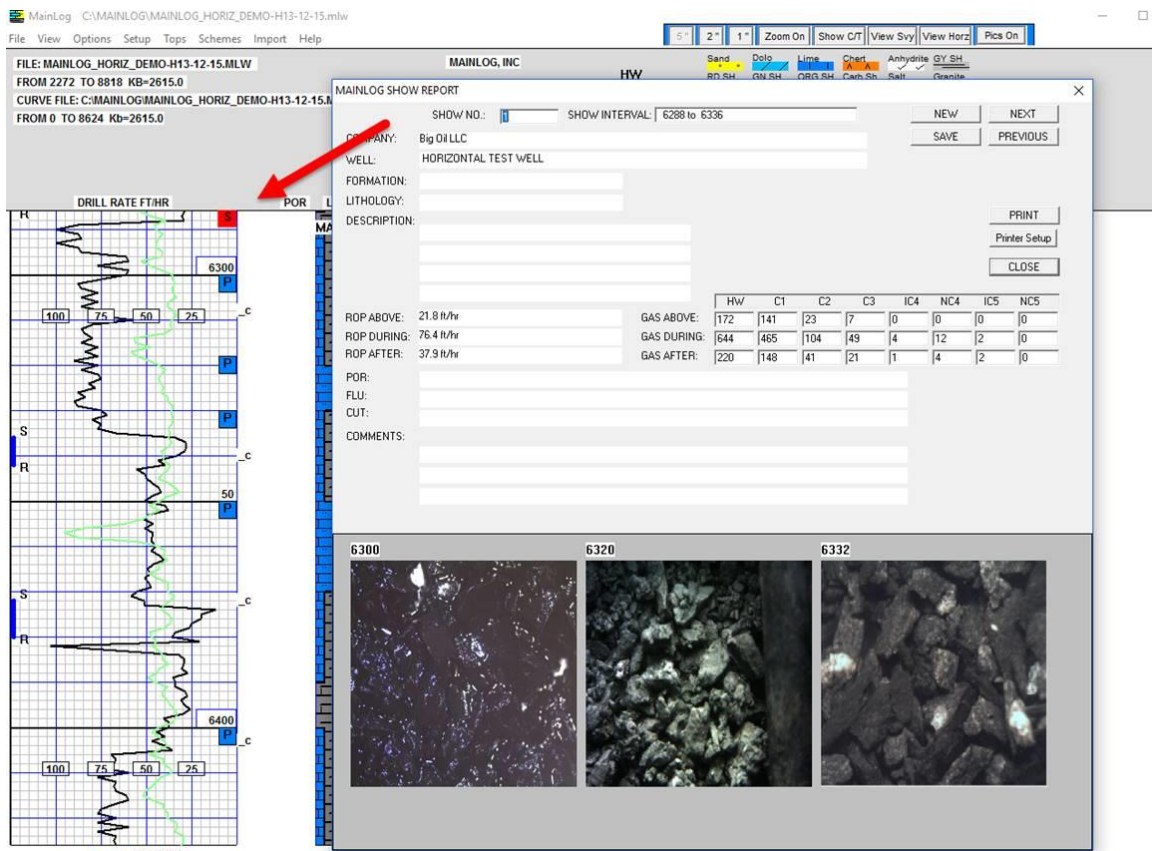 MainLog C:\MAINLOG\MAINLOG_HORIZ_DEMO-H13-12-15.mlw
File View Options Setup Tops Schemes Import Help
5" 2" 1" Zoom On Show C/T View Svy View Horz Pics On
FILE: MAINLOG_HORIZ_DEMO-H13-12-15.MLW
MAINLOG, INC
HW
Sand Dolo Lime Chert Anhydrite GY SH
RD SH GN SH ORG SH Carb Sh Salt Granite
FROM 2272 TO 8818 KB=2615.0
CURVE FILE: C:\MAINLOG\MAINLOG_HORIZ_DEMO-H13-12-15.M
FROM 0 TO 8624 Kb=2615.0
DRILL RATE FT/HR POR L
R S
MA
6300
P
100 75 50 25 _c
P
P
S
_c
R
50
P
S _c
R
6400
P _c
100 75 50 25
MAINLOG SHOW REPORT
SHOW NO.: 1 SHOW INTERVAL: 6288 to 6336 NEW NEXT
COMPANY: Big Oil LLC SAVE PREVIOUS
WELL: HORIZONTAL TEST WELL
FORMATION:
LITHOLOGY:
DESCRIPTION:
PRINT
Printer Setup
CLOSE
HW C1 C2 C3 IC4 NC4 IC5 NC5
ROP ABOVE: 21.8 ft/hr GAS ABOVE: 172 141 23 7 0 0 0 0
ROP DURING: 76.4 ft/hr GAS DURING: 644 465 104 49 4 12 2 0
ROP AFTER: 37.9 ft/hr GAS AFTER: 220 148 41 21 1 4 2 0
POR:
FLU:
CUT:
COMMENTS:
6300 6320 6332